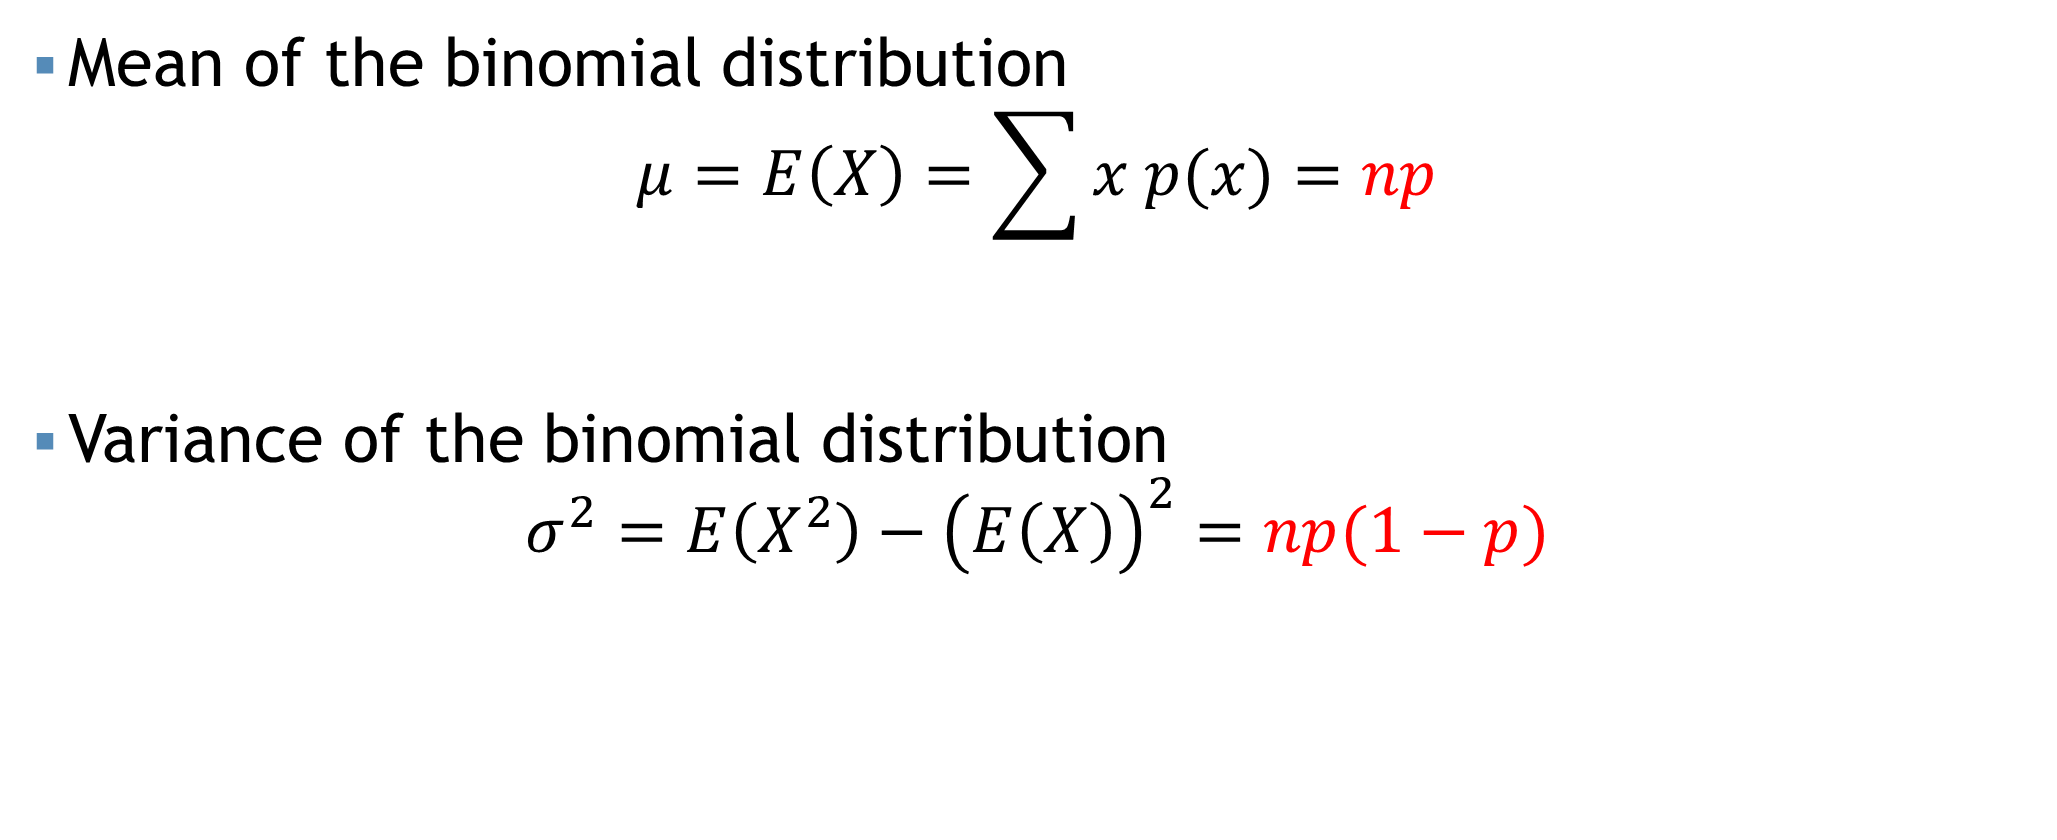 ▪ Mean of the binomial distribution
𝜇 = 𝐸(𝑋) = ∑ 𝑥 𝑝(𝑥) = 𝑛𝑝
▪ Variance of the binomial distribution
𝜎² = 𝐸(𝑋²) − (𝐸(𝑋))² = 𝑛𝑝(1 − 𝑝)